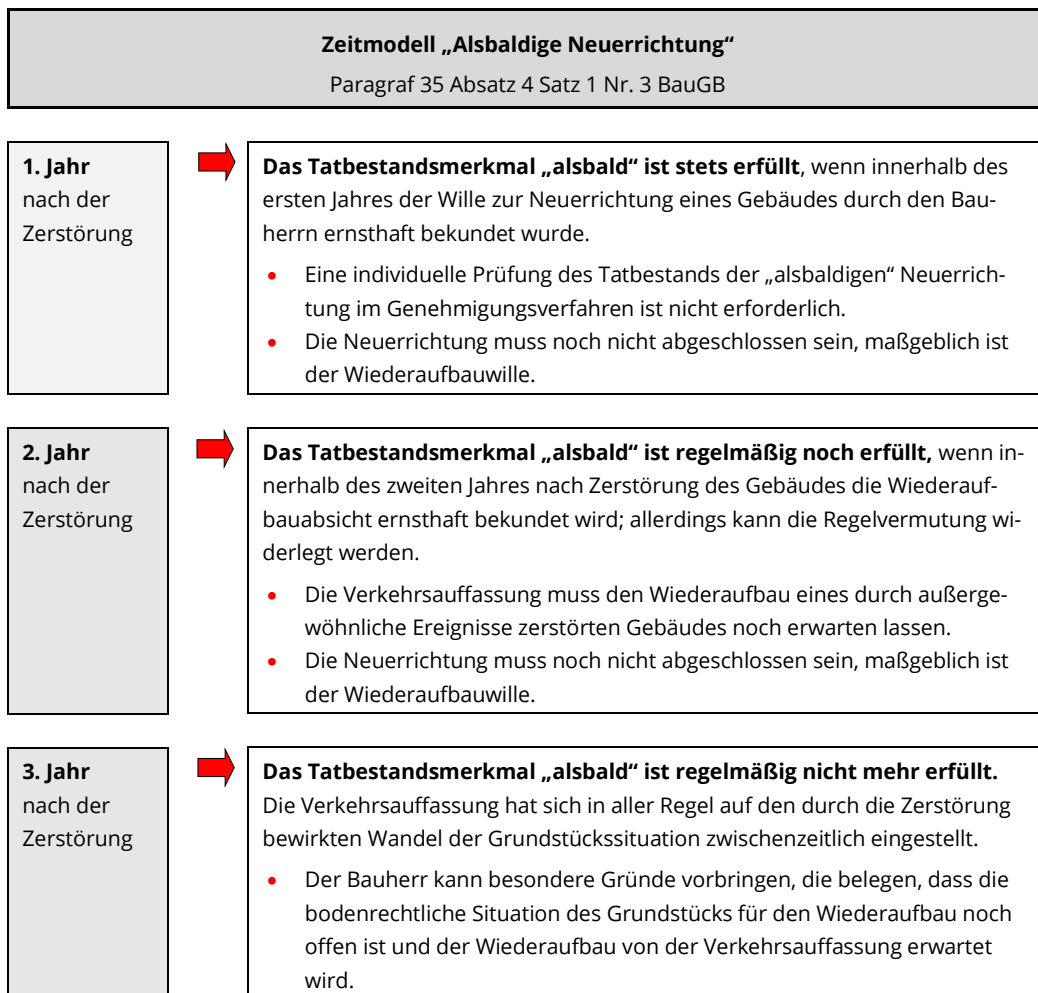 Zeitmodell „Alsbaldige Neuerrichtung“
Paragraf 35 Absatz 4 Satz 1 Nr. 3 BauGB
1. Jahr
nach der
Zerstörung
Das Tatbestandsmerkmal „alsbald“ ist stets erfüllt, wenn innerhalb des
ersten Jahres der Wille zur Neuerrichtung eines Gebäudes durch den Bau-
herrn ernsthaft bekundet wurde.
• Eine individuelle Prüfung des Tatbestands der „alsbaldigen“ Neuerrich-
tung im Genehmigungsverfahren ist nicht erforderlich.
• Die Neuerrichtung muss noch nicht abgeschlossen sein, maßgeblich ist
der Wiederaufbauwille.
2. Jahr
nach der
Zerstörung
Das Tatbestandsmerkmal „alsbald“ ist regelmäßig noch erfüllt, wenn in-
nerhalb des zweiten Jahres nach Zerstörung des Gebäudes die Wiederauf-
bauabsicht ernsthaft bekundet wird; allerdings kann die Regelvermutung wi-
derlegt werden.
• Die Verkehrsauffassung muss den Wiederaufbau eines durch außerge-
wöhnliche Ereignisse zerstörten Gebäudes noch erwarten lassen.
• Die Neuerrichtung muss noch nicht abgeschlossen sein, maßgeblich ist
der Wiederaufbauwille.
3. Jahr
nach der
Zerstörung
Das Tatbestandsmerkmal „alsbald“ ist regelmäßig nicht mehr erfüllt.
Die Verkehrsauffassung hat sich in aller Regel auf den durch die Zerstörung
bewirkten Wandel der Grundstückssituation zwischenzeitlich eingestellt.
• Der Bauherr kann besondere Gründe vorbringen, die belegen, dass die
bodenrechtliche Situation des Grundstücks für den Wiederaufbau noch
offen ist und der Wiederaufbau von der Verkehrsauffassung erwartet
wird.